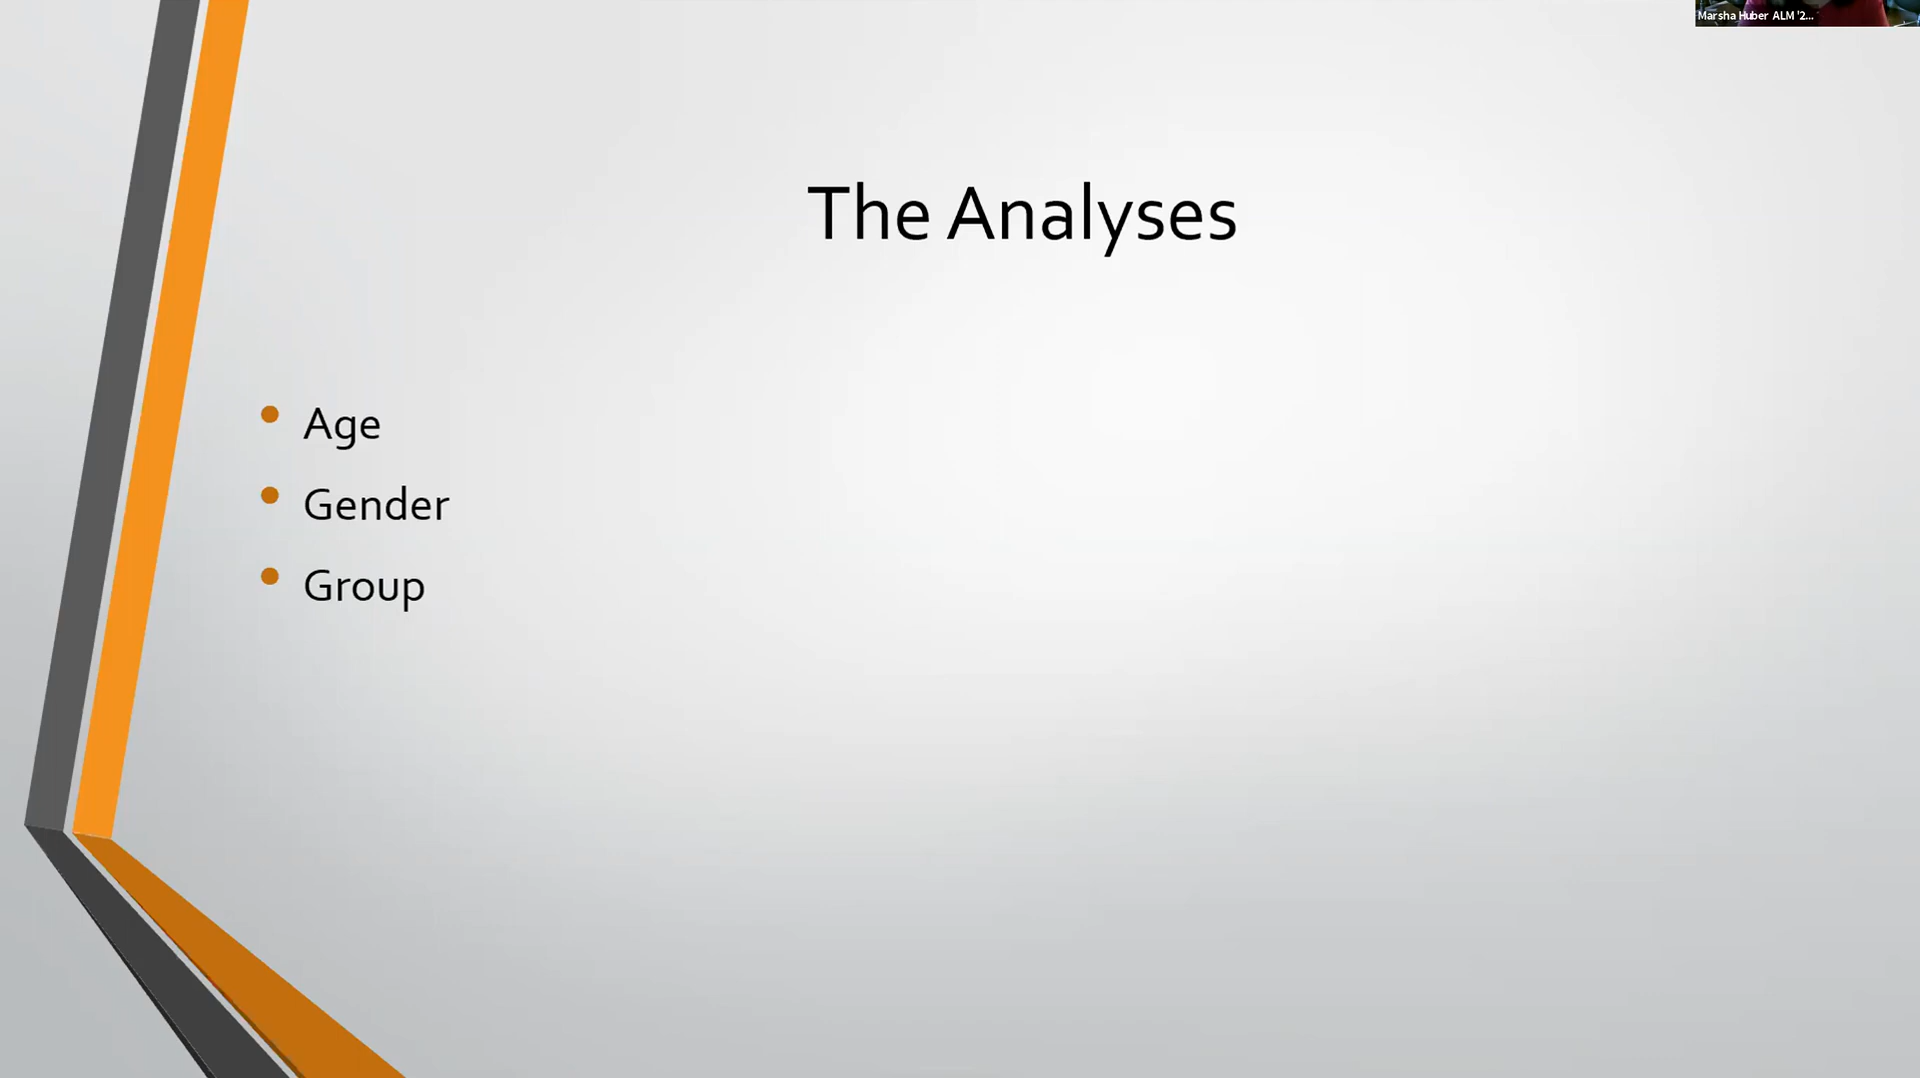 Marsha Huber ALM '2...
The Analyses
Age
Gender
Group